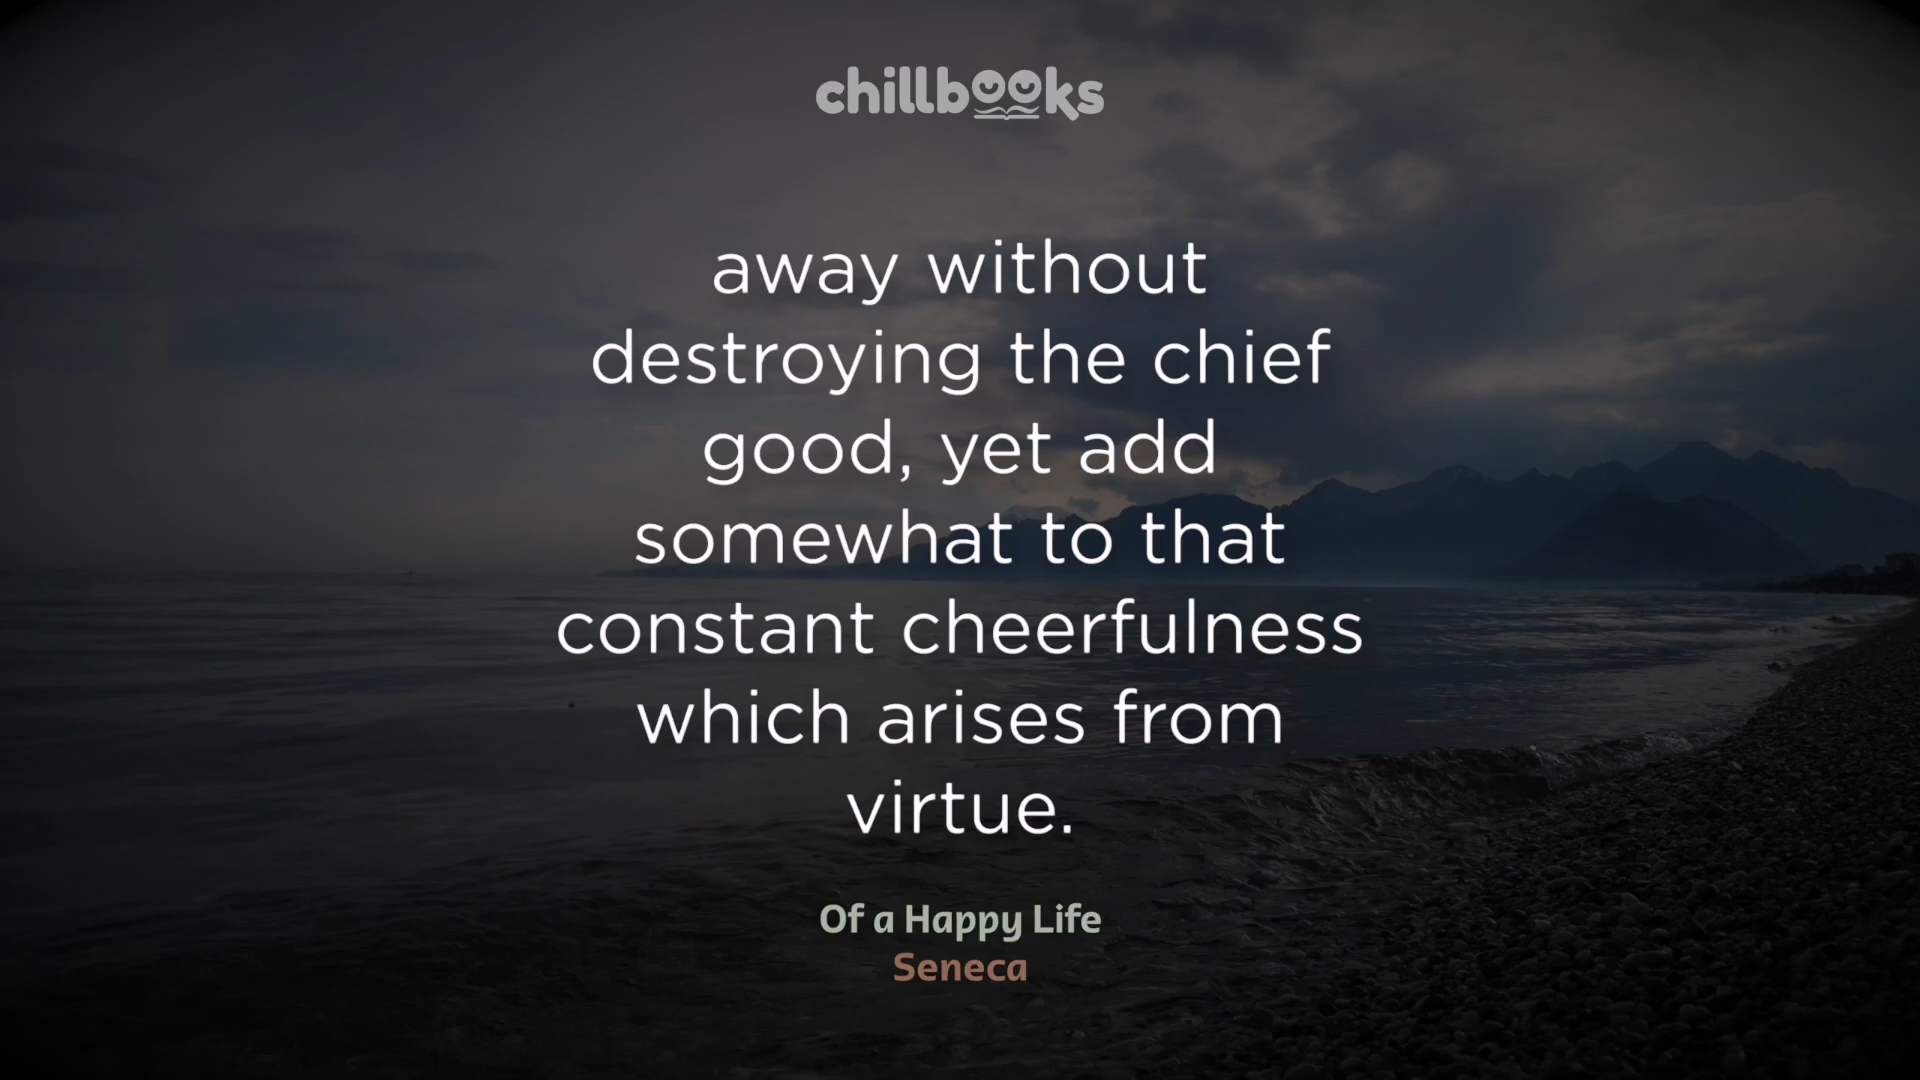 chillbooks
away without
destroying the chief
good, yet add
somewhat to that
constant cheerfulness
which arises from
virtue.
Of a Happy Life
Seneca